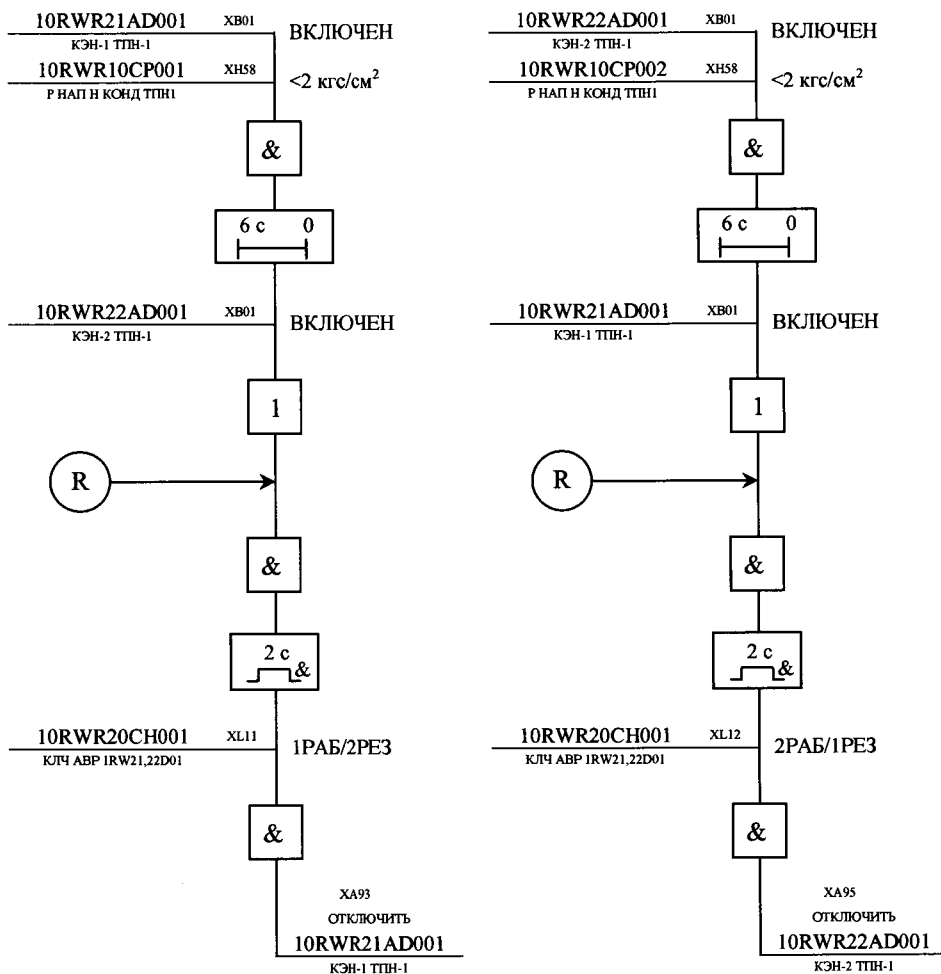 10RWR21AD001 XB01 ВКЛЮЧЕН
КЭН-1 ТПН-1
10RWR10CP001 XH58 <2 кгс/см²
Р НАП Н КОНД ТПН1
&
6 с 0
10RWR22AD001 XB01 ВКЛЮЧЕН
КЭН-2 ТПН-1
1
R
&
2 с
&
10RWR20CH001 XL11 1РАБ/2РЕЗ
КЛЧ АВР 1RW21,22D01
&
XA93
ОТКЛЮЧИТЬ
10RWR21AD001
КЭН-1 ТПН-1
10RWR22AD001 XB01 ВКЛЮЧЕН
КЭН-2 ТПН-1
10RWR10CP002 XH58 <2 кгс/см²
Р НАП Н КОНД ТПН1
&
6 с 0
10RWR21AD001 XB01 ВКЛЮЧЕН
КЭН-1 ТПН-1
1
R
&
2 с
&
10RWR20CH001 XL12 2РАБ/1РЕЗ
КЛЧ АВР 1RW21,22D01
&
XA95
ОТКЛЮЧИТЬ
10RWR22AD001
КЭН-2 ТПН-1